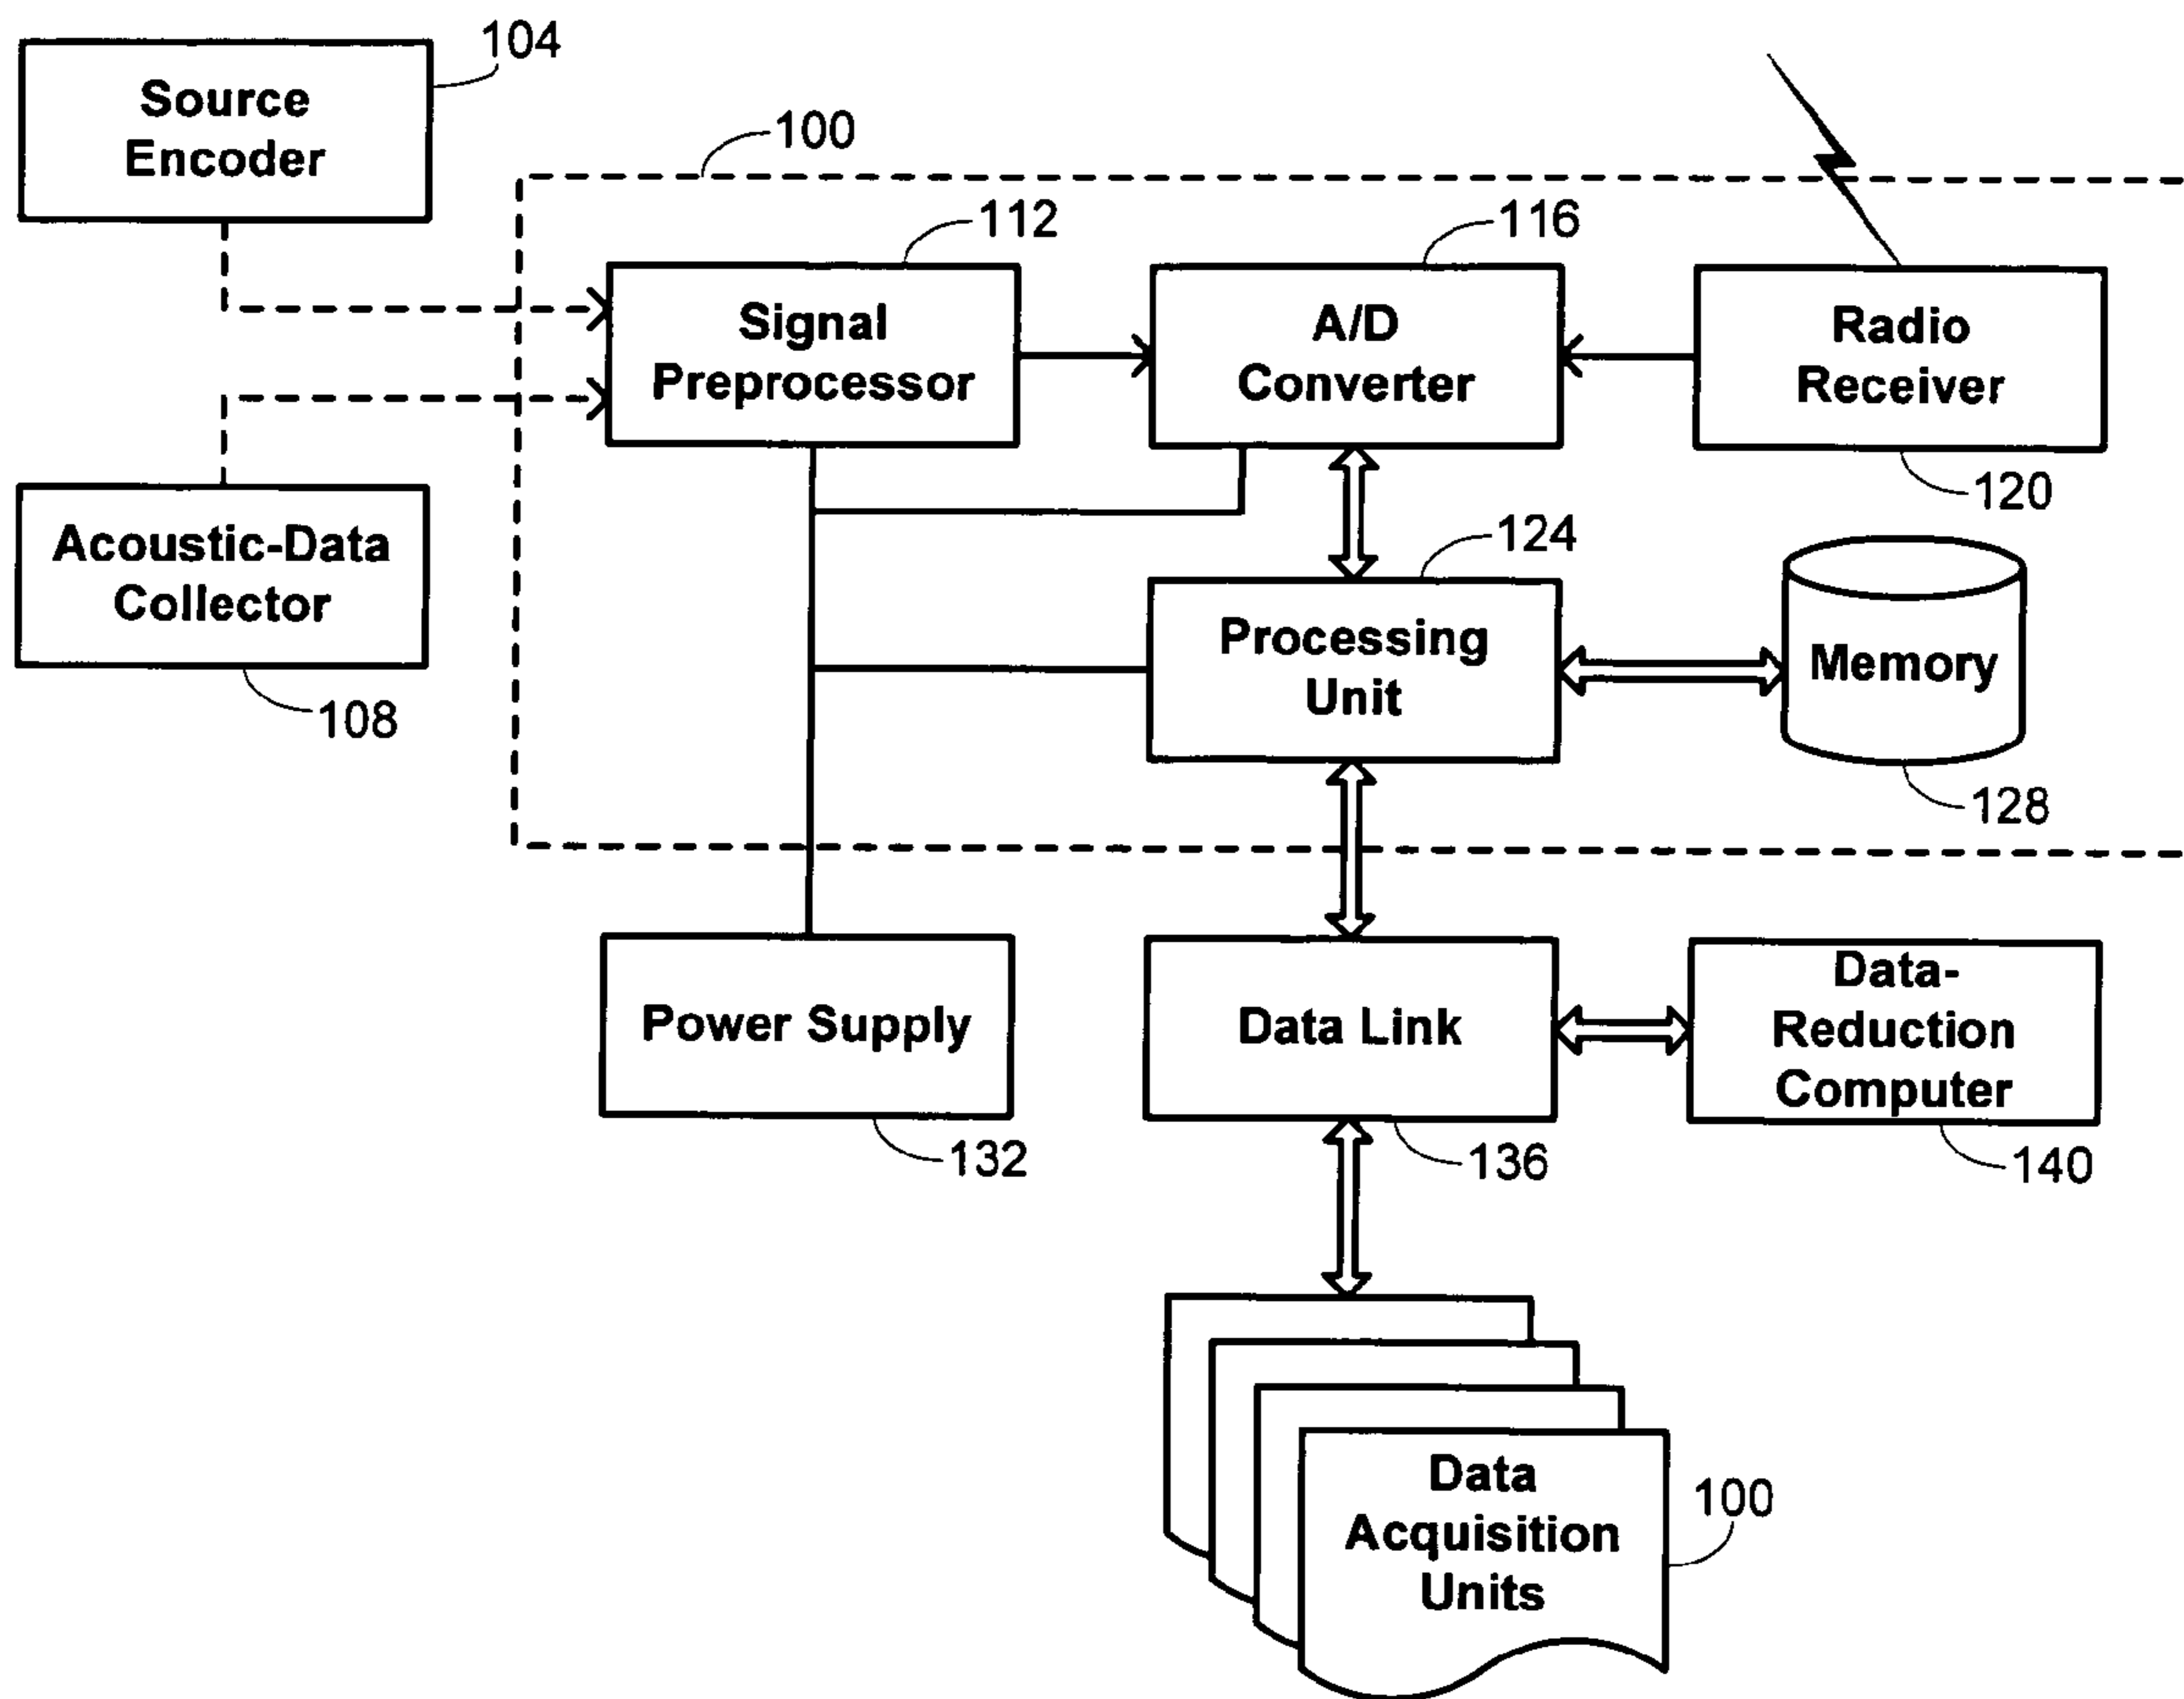 104
Source
Encoder
100
112
116
Signal
Preprocessor
A/D
Converter
Radio
Receiver
120
Acoustic-Data
Collector
108
124
Processing
Unit
Memory
128
Power Supply
132
Data Link
136
Data-
Reduction
Computer
140
Data
Acquisition
Units
100